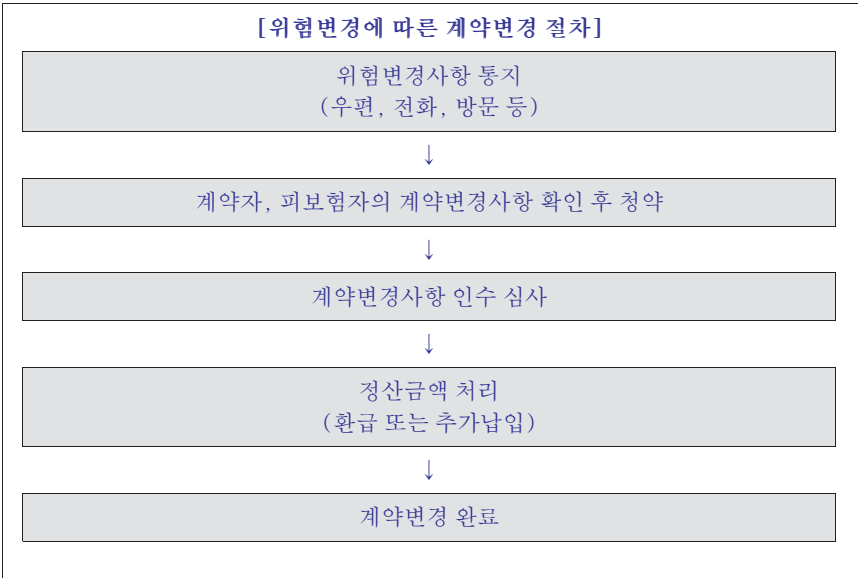 [위험변경에 따른 계약변경 절차]
위험변경사항 통지
(우편, 전화, 방문 등)
↓
계약자, 피보험자의 계약변경사항 확인 후 청약
↓
계약변경사항 인수 심사
↓
정산금액 처리
(환급 또는 추가납입)
↓
계약변경 완료